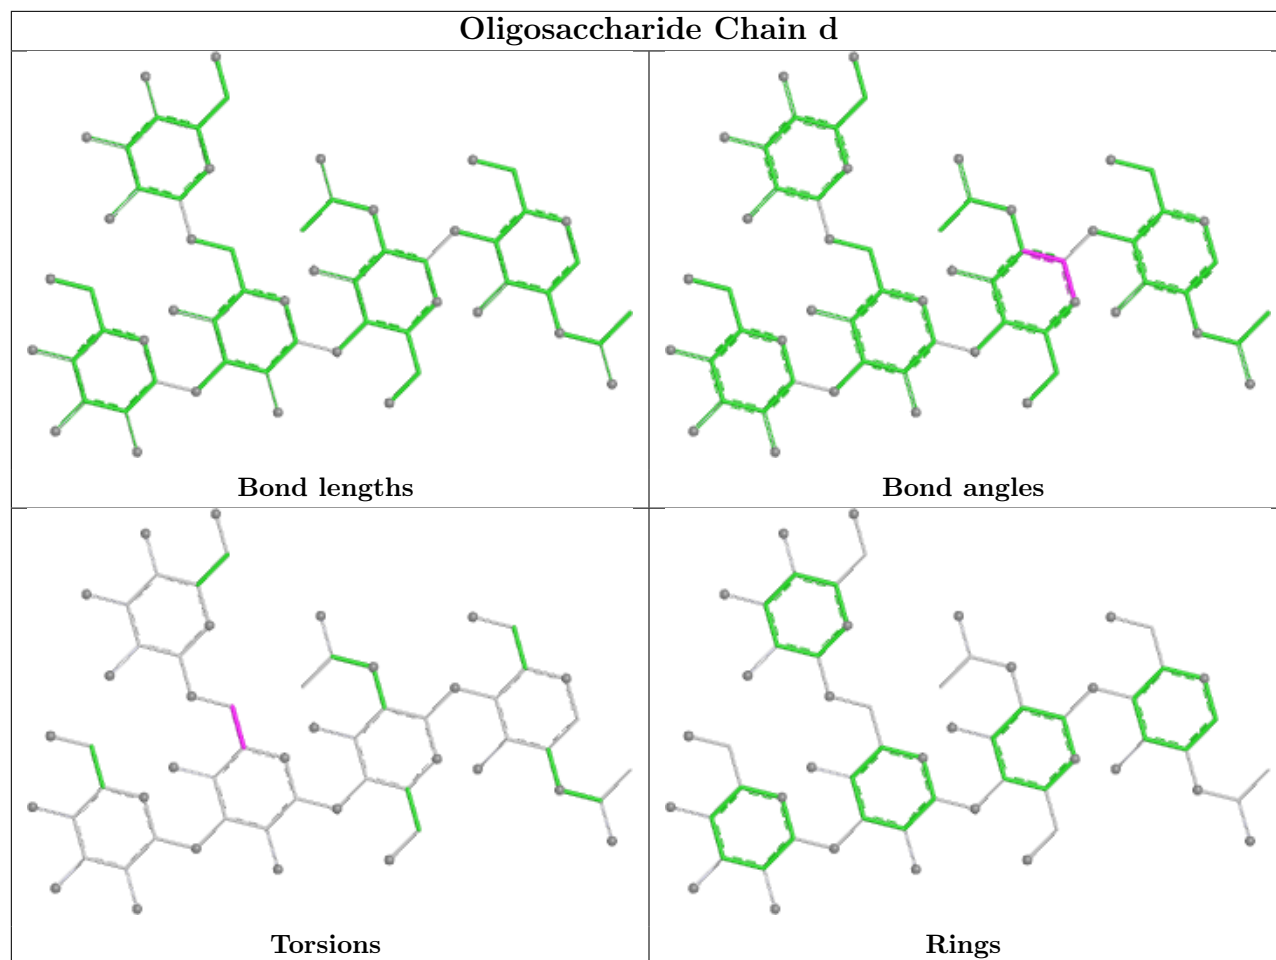 Oligosaccharide Chain d
Bond lengths
Bond angles
Torsions
Rings